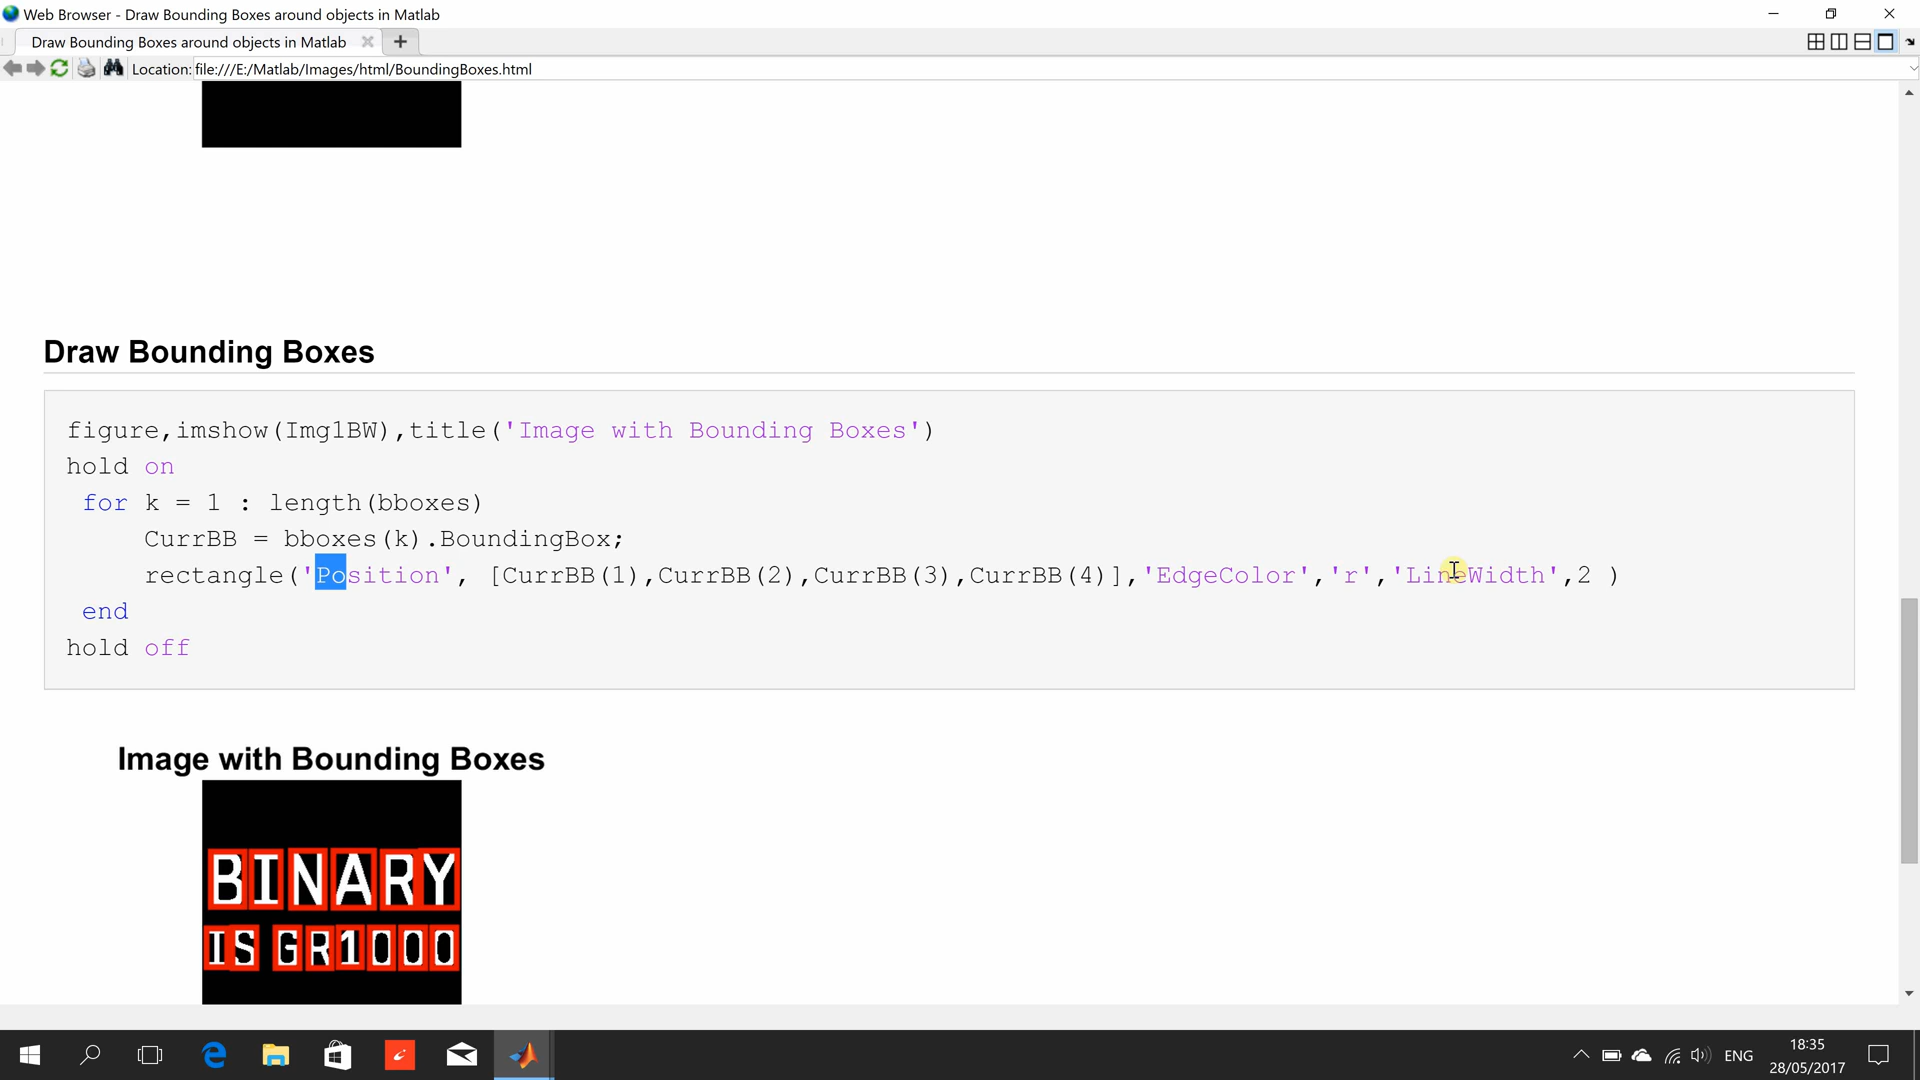 Web Browser - Draw Bounding Boxes around objects in Matlab
Draw Bounding Boxes around objects in Matlab
Location: file:///E:/Matlab/Images/html/BoundingBoxes.html
Draw Bounding Boxes
figure,imshow(Img1BW),title('Image with Bounding Boxes')
hold on
for k = 1 : length(bboxes)
CurrBB = bboxes(k).BoundingBox;
rectangle('Position', [CurrBB(1),CurrBB(2),CurrBB(3),CurrBB(4)],'EdgeColor','r','LineWidth',2 )
end
hold off
Image with Bounding Boxes
BINARY
IS GR1000
ENG
18:35
28/05/2017